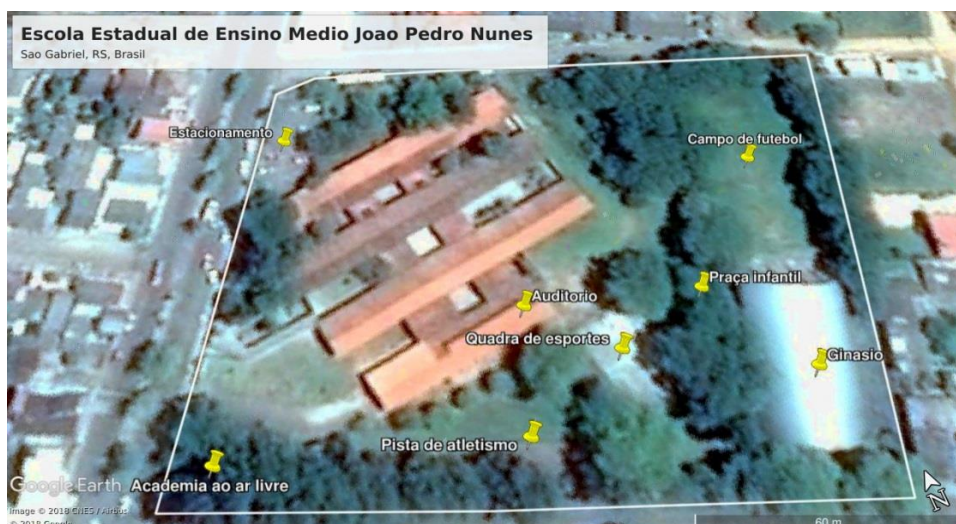 Escola Estadual de Ensino Medio Joao Pedro Nunes
Sao Gabriel, RS, Brasil
Estacionamento
Campo de futebol
Praça infantil
Auditorio
Quadra de esportes
Ginasio
Pista de atletismo
Academia ao ar livre
Google Earth
Image © 2018 CNES / Airbus
© 2018 Google
60 m
N